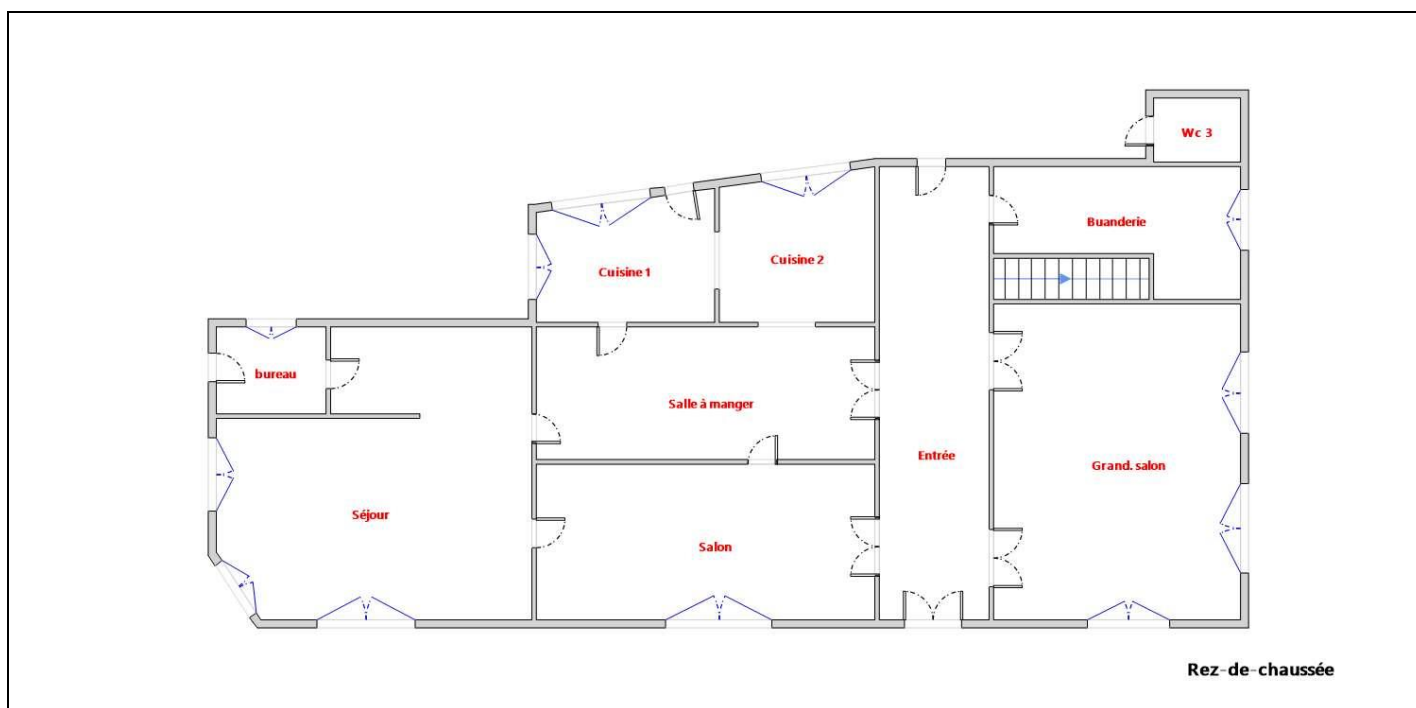 Wc 3
Buanderie
Cuisine 2
Cuisine 1
bureau
Salle à manger
Entrée
Grand. salon
Séjour
Salon
Rez-de-chaussée